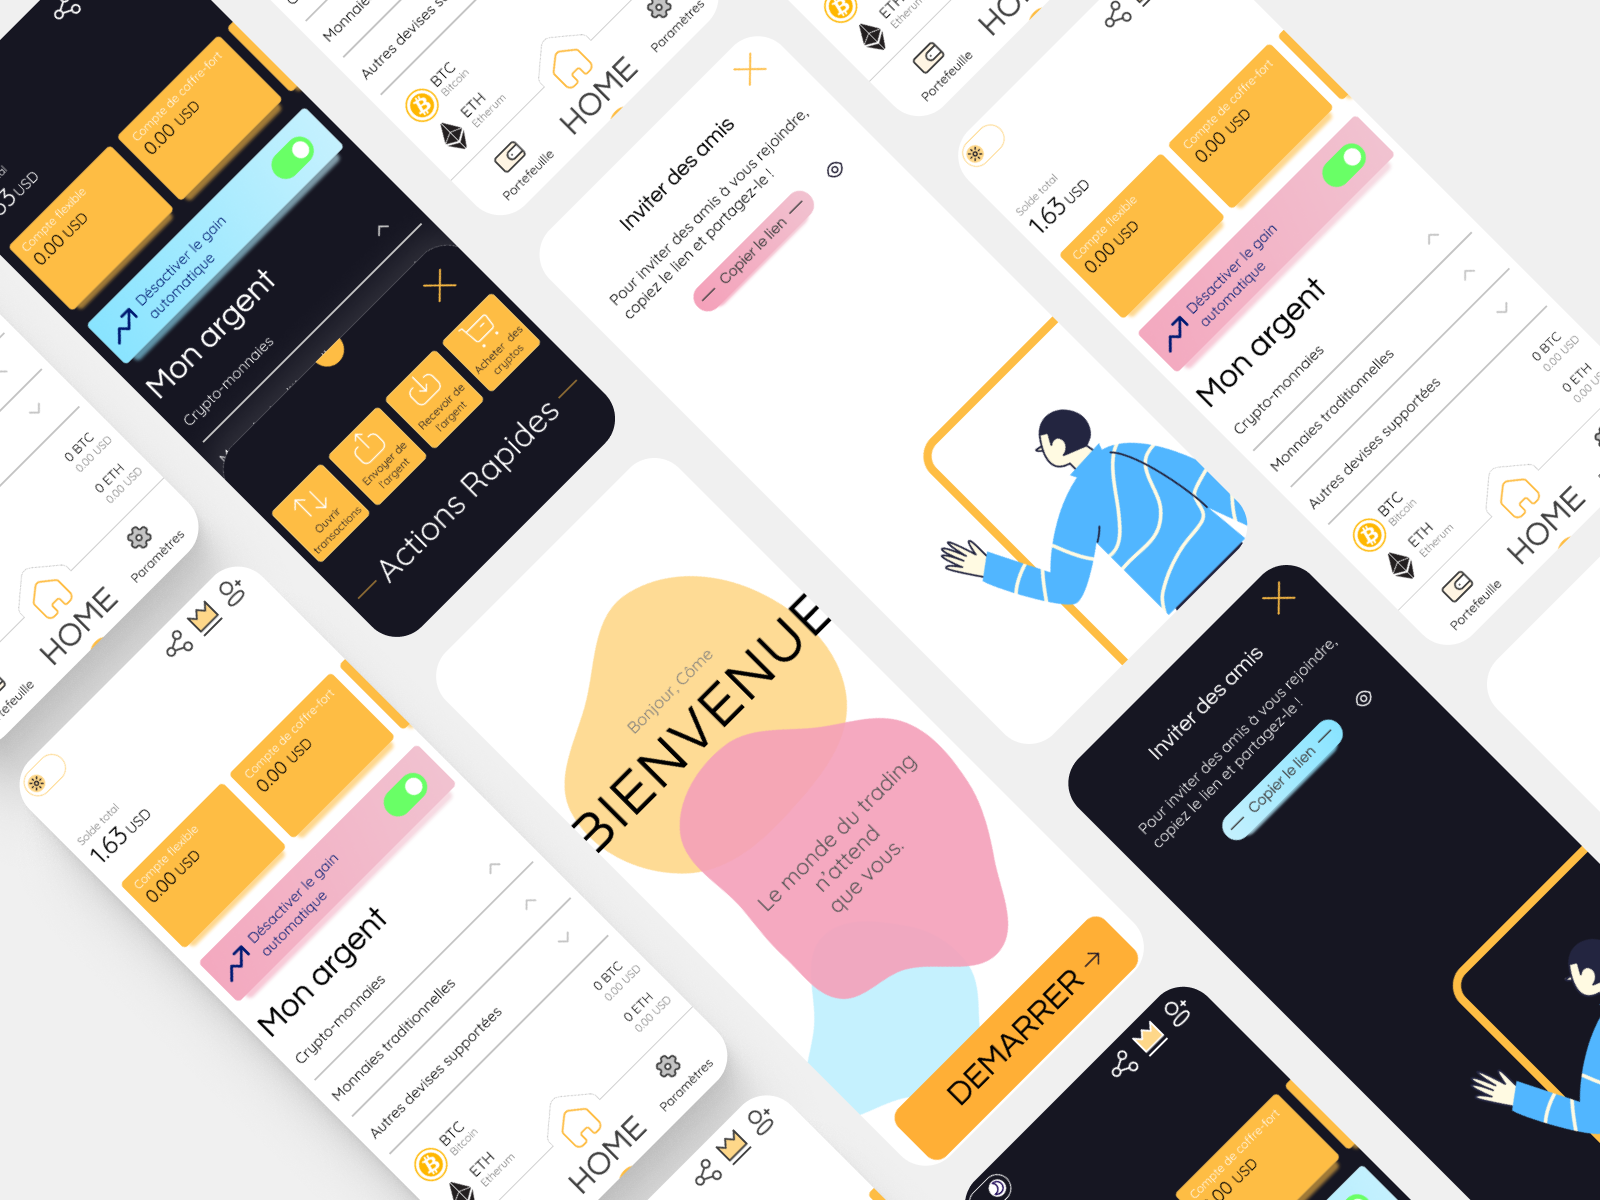 Compte flexible
0.00 USD
Compte de coffre-fort
0.00 USD
Désactiver le gain
automatique
Mon argent
Crypto-monnaies
Ouvrir
transactions
Envoyer de
l'argent
Recevoir de
l'argent
Acheter des
cryptos
Actions Rapides
Autres devises
BTC
Bitcoin
ETH
Etherum
Portefeuille
HOME
Paramètres
Inviter des amis
Pour inviter des amis à vous rejoindre,
copiez le lien et partagez-le !
Copier le lien
Portefeuille
Solde total
1.63 USD
Compte flexible
0.00 USD
Compte de coffre-fort
0.00 USD
Désactiver le gain
automatique
Mon argent
Crypto-monnaies
Monnaies traditionnelles
Autres devises supportées
BTC
Bitcoin
0 BTC
0.00 USD
ETH
Etherum
0 ETH
0.00 USD
Portefeuille
HOME
0 BTC
0.00 USD
0 ETH
0.00 USD
HOME
Paramètres
Solde total
1.63 USD
Compte flexible
0.00 USD
Compte de coffre-fort
0.00 USD
Désactiver le gain
automatique
Mon argent
Crypto-monnaies
Monnaies traditionnelles
Autres devises supportées
BTC
Bitcoin
0 BTC
0.00 USD
ETH
Etherum
0 ETH
0.00 USD
HOME
Paramètres
Bonjour, Côme
BIENVENUE
Le monde du trading
n'attend
que vous.
DEMARRER
Inviter des amis
Pour inviter des amis à vous rejoindre,
copiez le lien et partagez-le !
Copier le lien
Compte de coffre-fort
USD